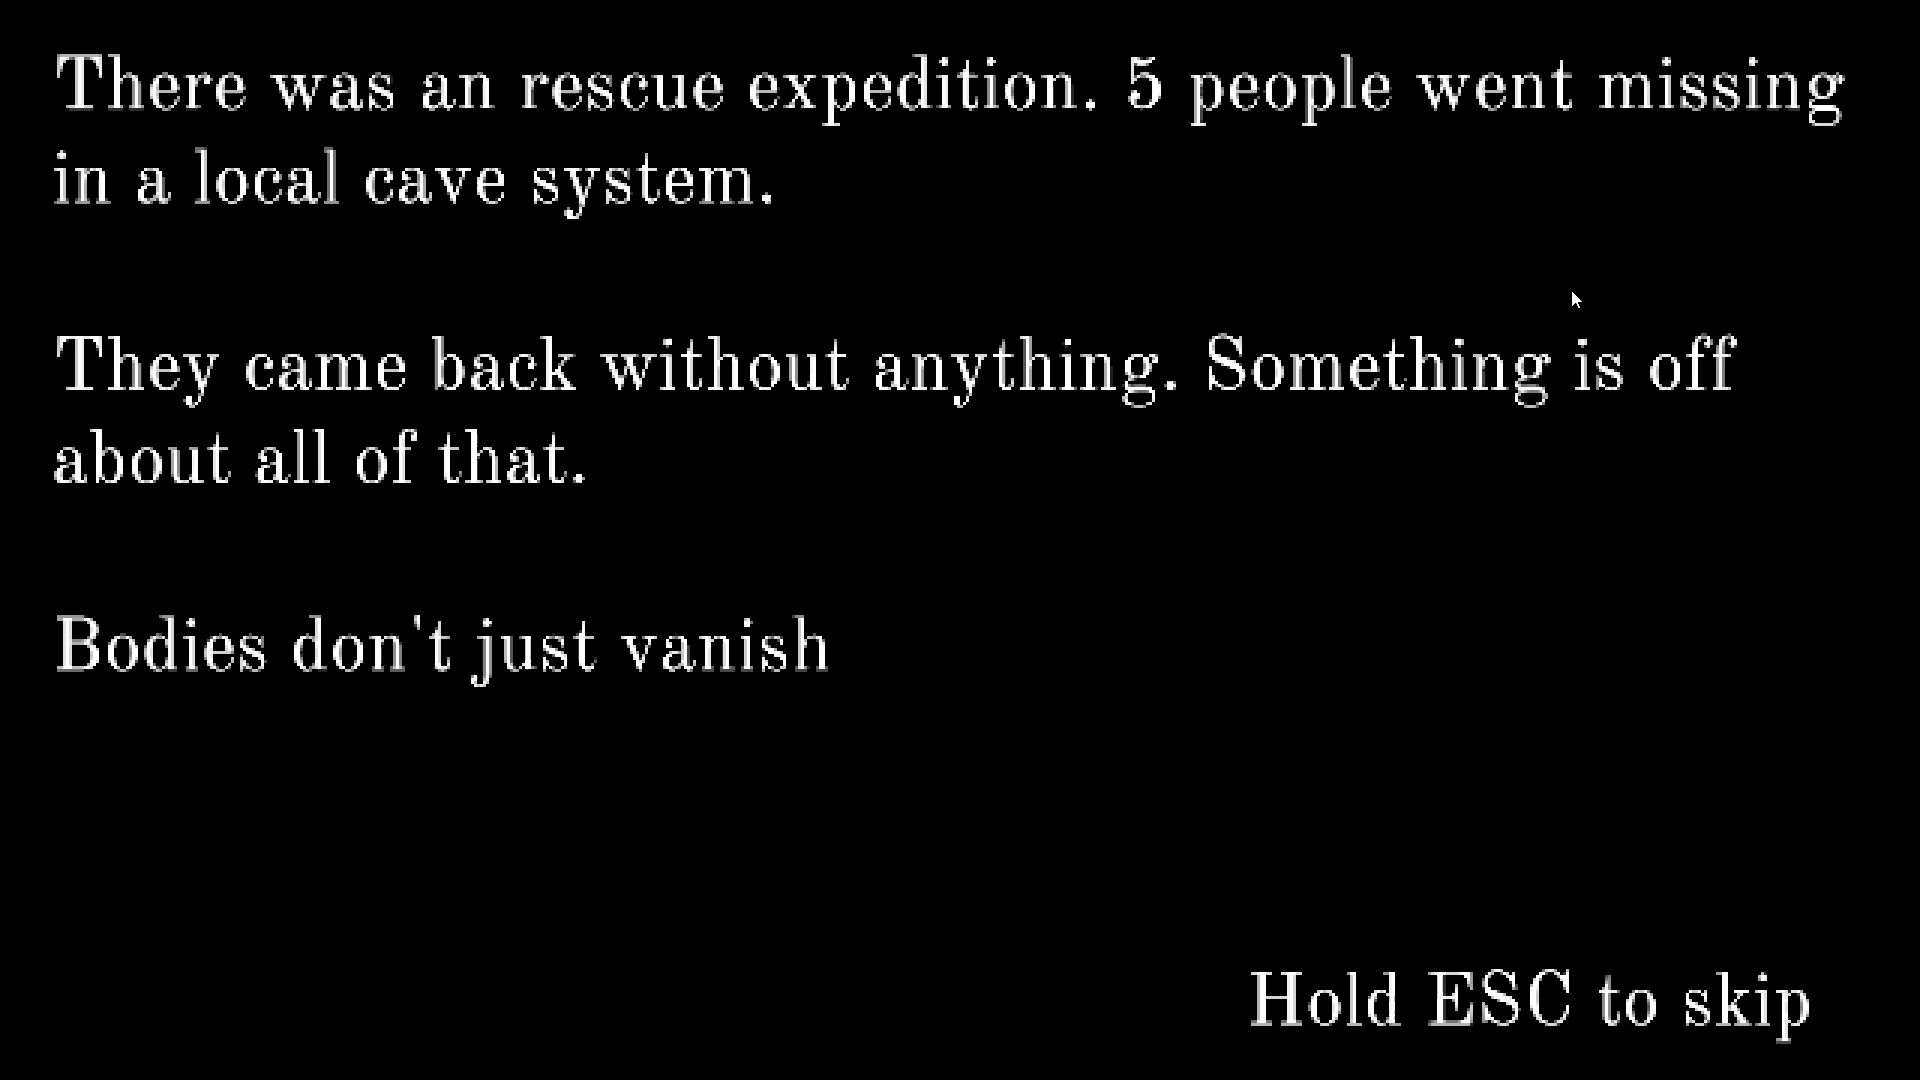 There was an rescue expedition. 5 people went missing
in a local cave system.
They came back without anything. Something is off
about all of that.
Bodies don't just vanish
Hold ESC to skip